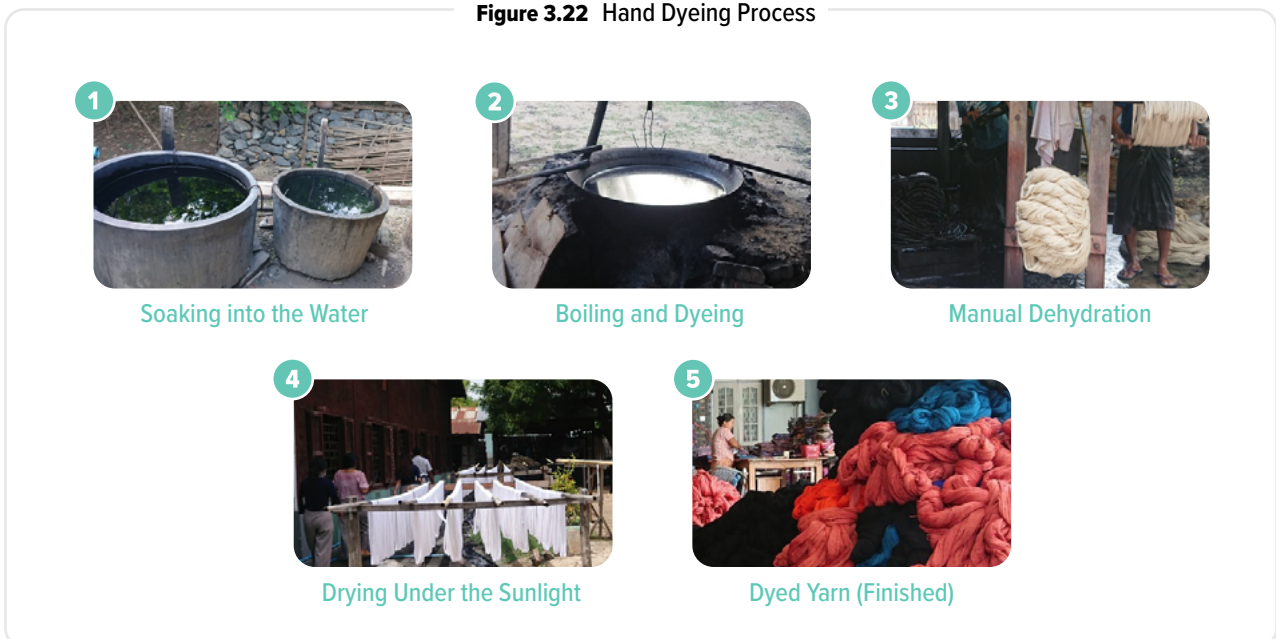 Figure 3.22 Hand Dyeing Process
1
2
3
Soaking into the Water
Boiling and Dyeing
Manual Dehydration
4
5
Drying Under the Sunlight
Dyed Yarn (Finished)